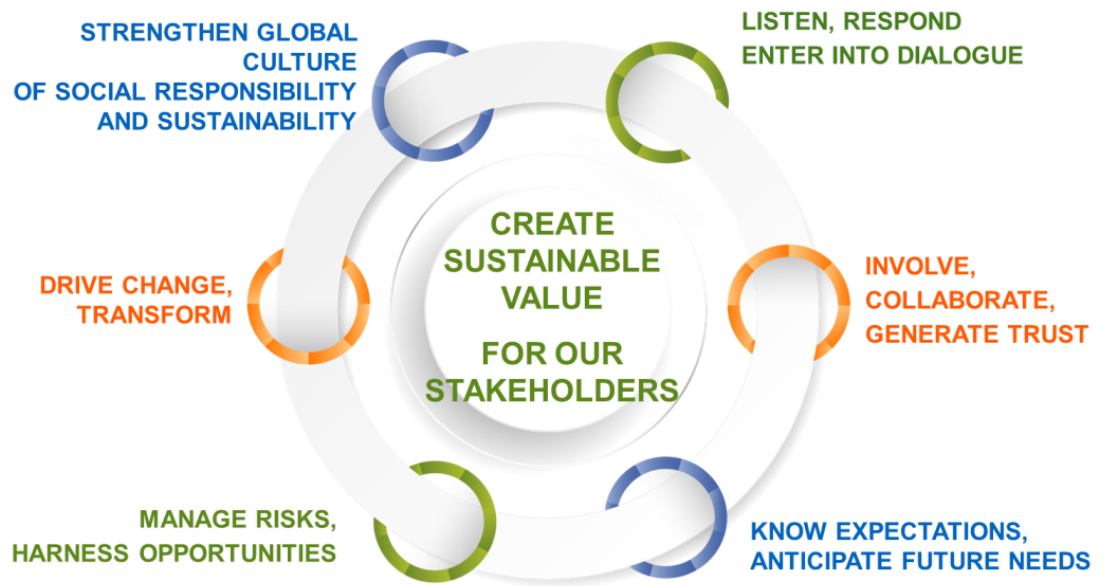 STRENGTHEN GLOBAL
CULTURE
OF SOCIAL RESPONSIBILITY
AND SUSTAINABILITY
LISTEN, RESPOND
ENTER INTO DIALOGUE
CREATE
SUSTAINABLE
VALUE
FOR OUR
STAKEHOLDERS
DRIVE CHANGE,
TRANSFORM
INVOLVE,
COLLABORATE,
GENERATE TRUST
MANAGE RISKS,
HARNESS OPPORTUNITIES
KNOW EXPECTATIONS,
ANTICIPATE FUTURE NEEDS